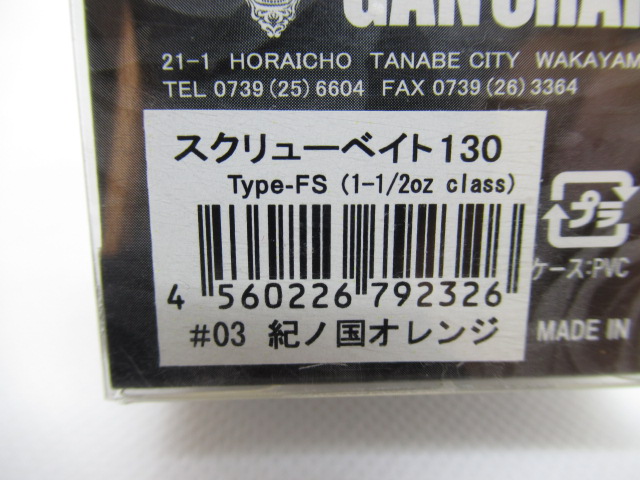 21-1 HORAICHO TANABE CITY WAKAYAM
TEL 0739(25)6604 FAX 0739(26)3364
スクリューベイト130
Type-FS (1-1/2oz class)
4 560226 792326
#03 紀ノ国オレンジ
プラ
ケース:PVC
MADE IN